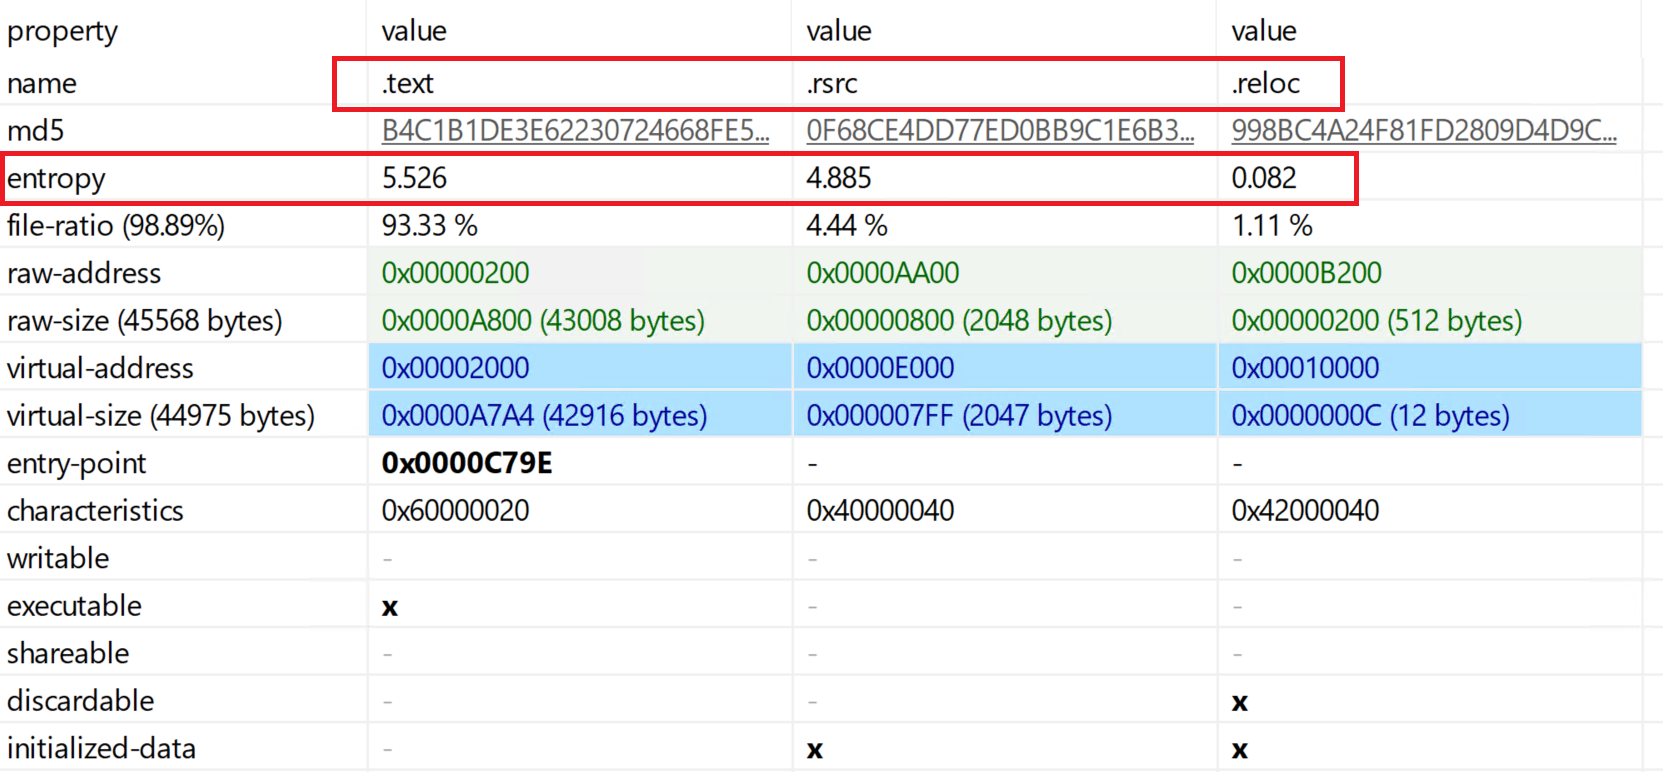 property value value value
name .text .rsrc .reloc
md5 B4C1B1DE3E62230724668FE5... 0F68CE4DD77ED0BB9C1E6B3... 998BC4A24F81FD2809D4D9C...
entropy 5.526 4.885 0.082
file-ratio (98.89%) 93.33 % 4.44 % 1.11 %
raw-address 0x00000200 0x0000AA00 0x0000B200
raw-size (45568 bytes) 0x0000A800 (43008 bytes) 0x00000800 (2048 bytes) 0x00000200 (512 bytes)
virtual-address 0x00002000 0x0000E000 0x00010000
virtual-size (44975 bytes) 0x0000A7A4 (42916 bytes) 0x000007FF (2047 bytes) 0x0000000C (12 bytes)
entry-point 0x0000C79E - -
characteristics 0x60000020 0x40000040 0x42000040
writable - - -
executable x - -
shareable - - -
discardable - - x
initialized-data - x x